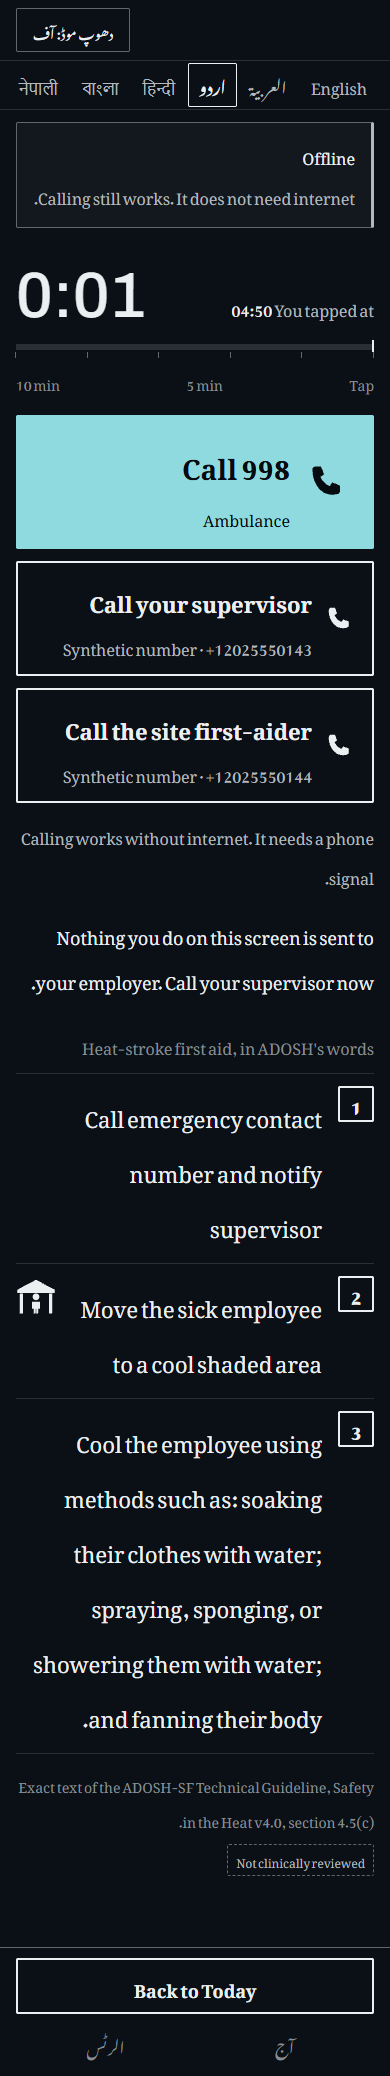 دھوپ موڈ: آف
English العربية اردو हिन्दी বাংলা नेपाली
Offline
Calling still works. It does not need internet.
You tapped at 04:50
0:01
Tap 5 min 10 min
Call 998
Ambulance
Call your supervisor
Synthetic number · +12025550143
Call the site first-aider
Synthetic number · +12025550144
Calling works without internet. It needs a phone
signal.
Nothing you do on this screen is sent to
your employer. Call your supervisor now.
Heat-stroke first aid, in ADOSH's words
1
Call emergency contact
number and notify
supervisor
2
Move the sick employee
to a cool shaded area
3
Cool the employee using
methods such as: soaking
their clothes with water;
spraying, sponging, or
showering them with water;
and fanning their body.
Exact text of the ADOSH-SF Technical Guideline, Safety
in the Heat v4.0, section 4.5(c).
Not clinically reviewed
Back to Today
آج
الرٹس